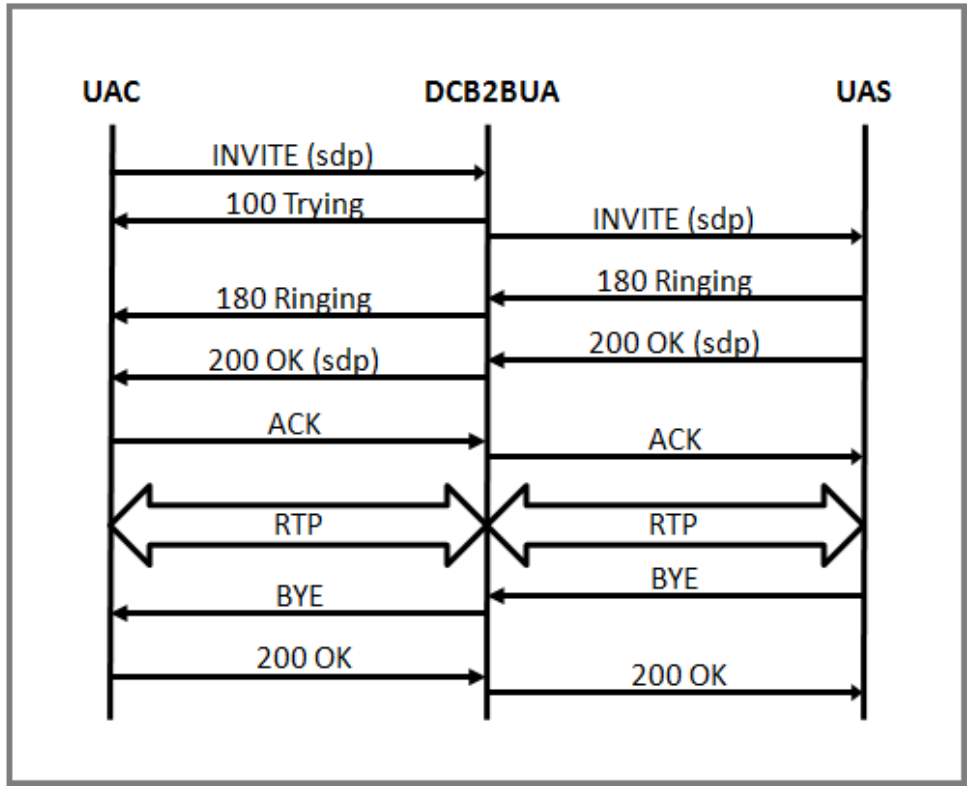 UAC DCB2BUA UAS
INVITE (sdp)
100 Trying
INVITE (sdp)
180 Ringing
180 Ringing
200 OK (sdp)
200 OK (sdp)
ACK
ACK
RTP RTP
BYE
BYE
200 OK
200 OK